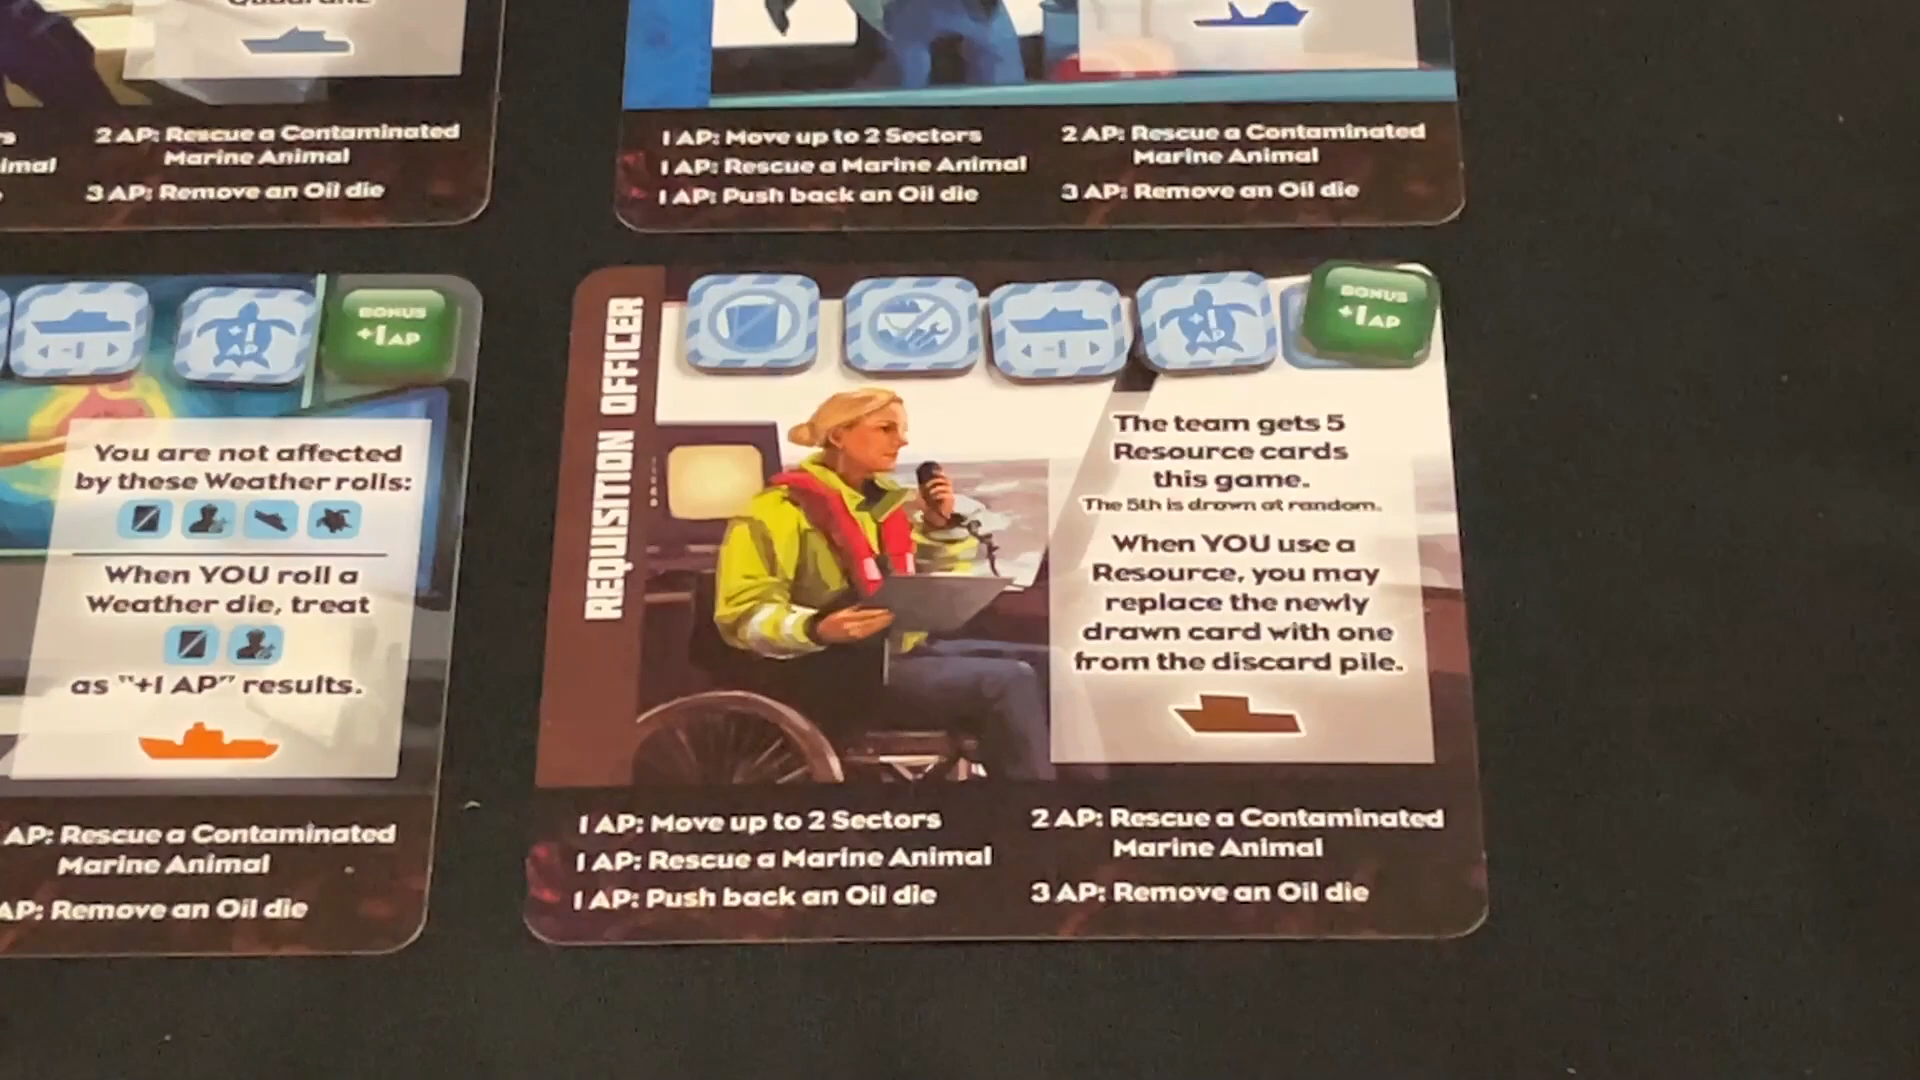 Quadrant
2 AP: Rescue a Contaminated
Marine Animal
3 AP: Remove an Oil die
1 AP: Move up to 2 Sectors
1 AP: Rescue a Marine Animal
1 AP: Push back an Oil die
2 AP: Rescue a Contaminated
Marine Animal
3 AP: Remove an Oil die
-1
+1
AP
BONUS
+1 AP
You are not affected
by these Weather rolls:
When YOU roll a
Weather die, treat
as "+1 AP" results.
AP: Rescue a Contaminated
Marine Animal
AP: Remove an Oil die
REQUISITION OFFICER
-1
+1
AP
BONUS
+1 AP
The team gets 5
Resource cards
this game.
The 5th is drawn at random.
When YOU use a
Resource, you may
replace the newly
drawn card with one
from the discard pile.
1 AP: Move up to 2 Sectors
1 AP: Rescue a Marine Animal
1 AP: Push back an Oil die
2 AP: Rescue a Contaminated
Marine Animal
3 AP: Remove an Oil die